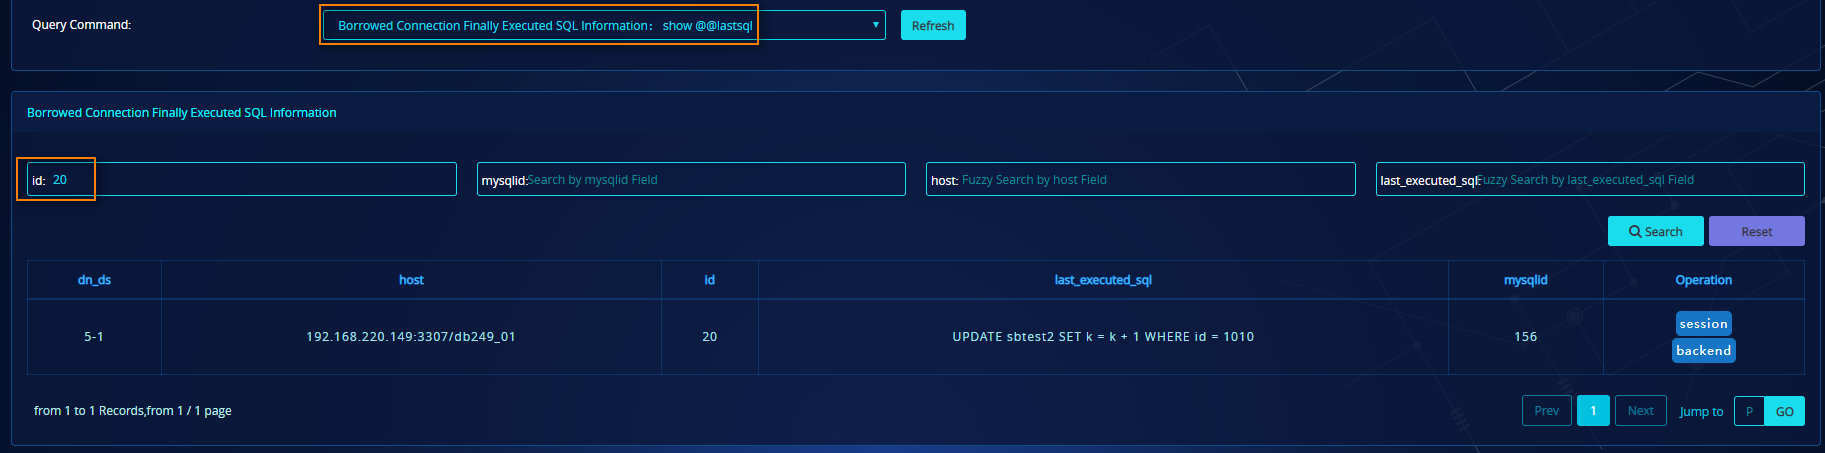 Query Command: Borrowed Connection Finally Executed SQL Information: show @@lastsql Refresh
Borrowed Connection Finally Executed SQL Information
id: 20 mysqlid: Search by mysqlid Field host: Fuzzy Search by host Field last_executed_sql: Fuzzy Search by last_executed_sql Field
Search Reset
dn_ds host id last_executed_sql mysqlid Operation
5-1 192.168.220.149:3307/db249_01 20 UPDATE sbtest2 SET k = k + 1 WHERE id = 1010 156 session
backend
from 1 to 1 Records,from 1 / 1 page Prev 1 Next Jump to P GO